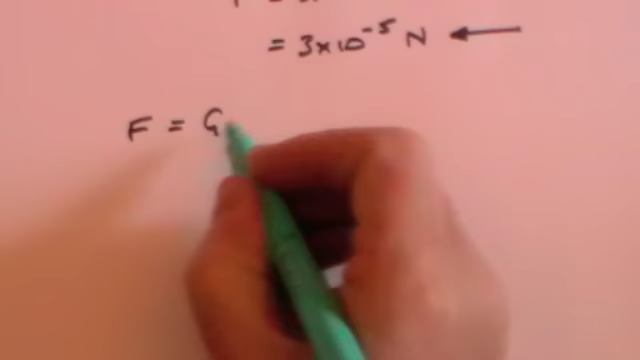 = 3×10⁻⁵ N ←
F = G